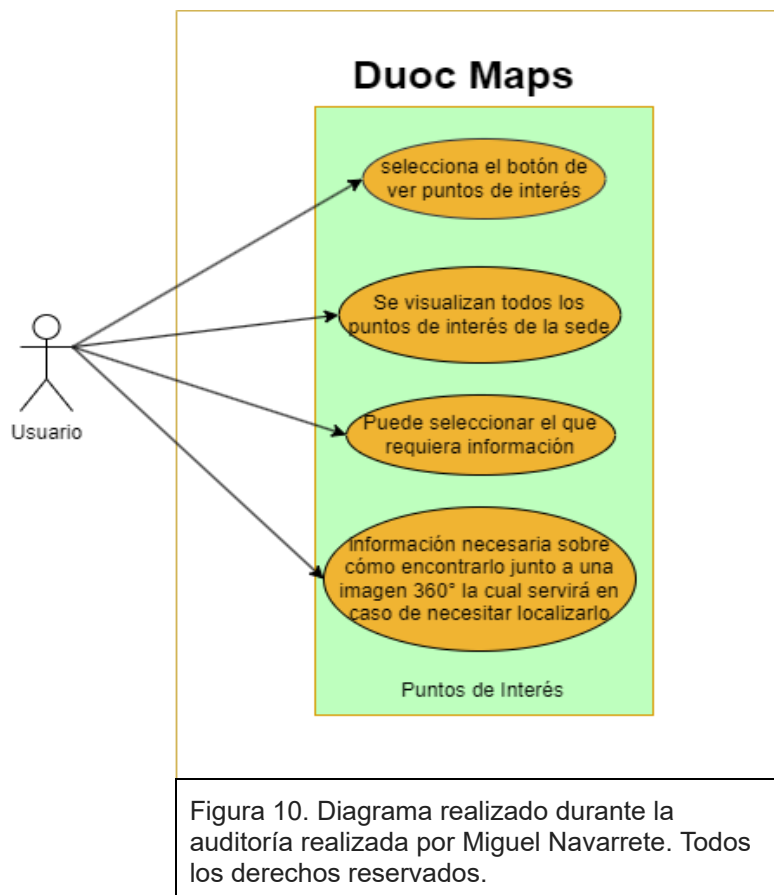 Duoc Maps
selecciona el botón de
ver puntos de interés
Se visualizan todos los
puntos de interés de la sede
Puede seleccionar el que
requiera información
Usuario
información necesaria sobre
cómo encontrarlo junto a una
imagen 360° la cual servirá en
caso de necesitar localizarlo
Puntos de Interés
Figura 10. Diagrama realizado durante la
auditoría realizada por Miguel Navarrete. Todos
los derechos reservados.